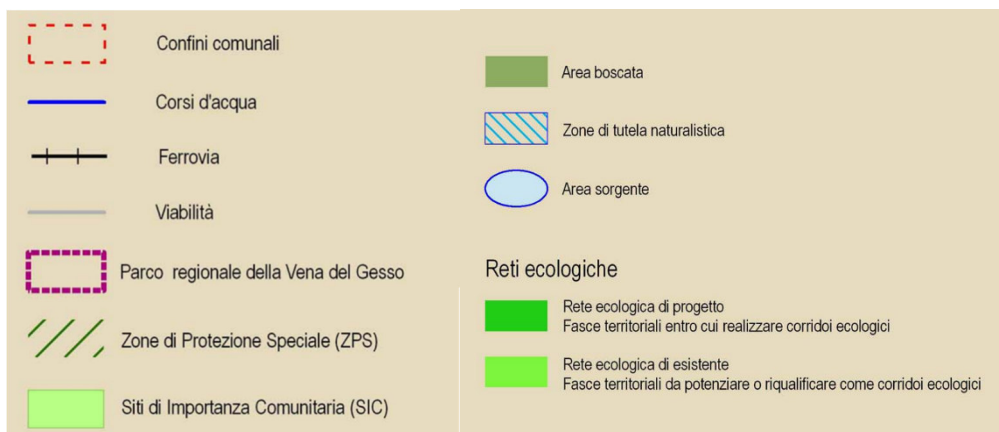 Confini comunali
Corsi d'acqua
Ferrovia
Viabilità
Parco regionale della Vena del Gesso
Zone di Protezione Speciale (ZPS)
Siti di Importanza Comunitaria (SIC)
Area boscata
Zone di tutela naturalistica
Area sorgente
Reti ecologiche
Rete ecologica di progetto
Fasce territoriali entro cui realizzare corridoi ecologici
Rete ecologica di esistente
Fasce territoriali da potenziare o riqualificare come corridoi ecologici